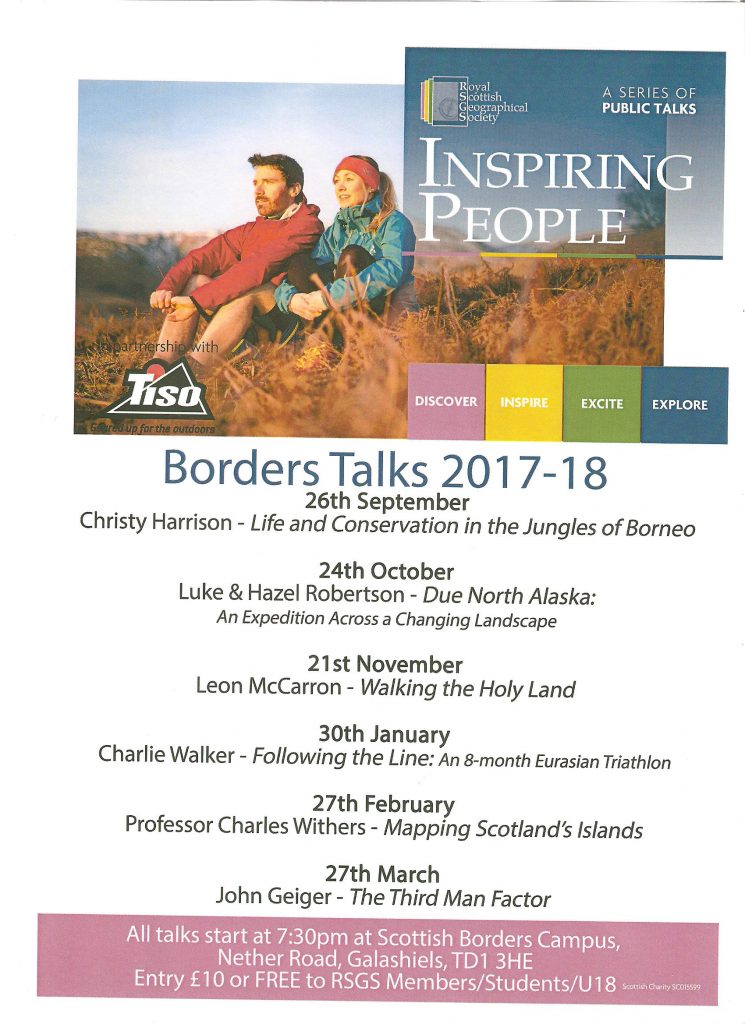 Royal
Scottish
Geographical
Society
A SERIES OF
PUBLIC TALKS
INSPIRING
PEOPLE
In partnership with
Tiso
Geared up for the outdoors
DISCOVER
INSPIRE
EXCITE
EXPLORE
Borders Talks 2017-18
26th September
Christy Harrison - Life and Conservation in the Jungles of Borneo
24th October
Luke & Hazel Robertson - Due North Alaska:
An Expedition Across a Changing Landscape
21st November
Leon McCarron - Walking the Holy Land
30th January
Charlie Walker - Following the Line: An 8-month Eurasian Triathlon
27th February
Professor Charles Withers - Mapping Scotland's Islands
27th March
John Geiger - The Third Man Factor
All talks start at 7:30pm at Scottish Borders Campus,
Nether Road, Galashiels, TD1 3HE
Entry £10 or FREE to RSGS Members/Students/U18 Scottish Charity SC015599